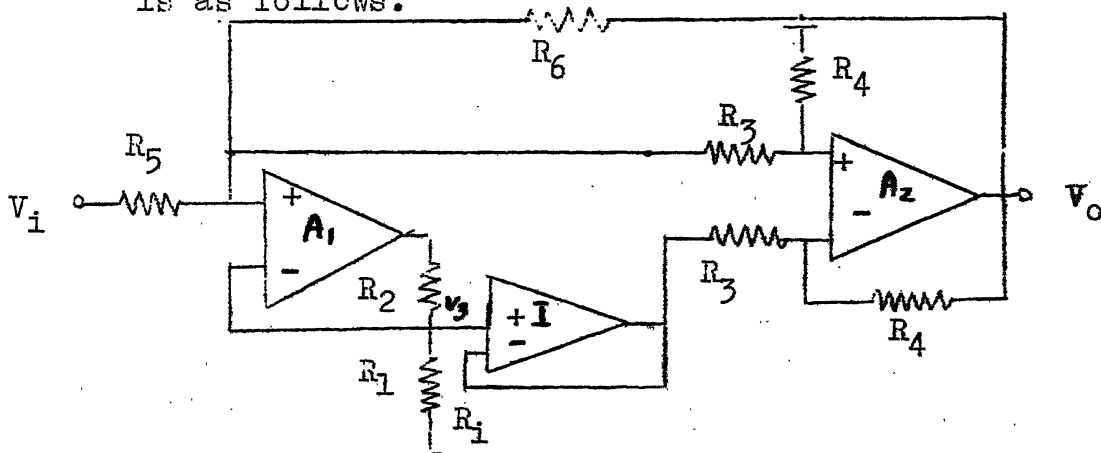 is as follows.
R6
R4
R3
R5
Vi
+
A1
-
+
A2
-
Vo
R2
v3
+ I
-
R3
R4
R1
Ri